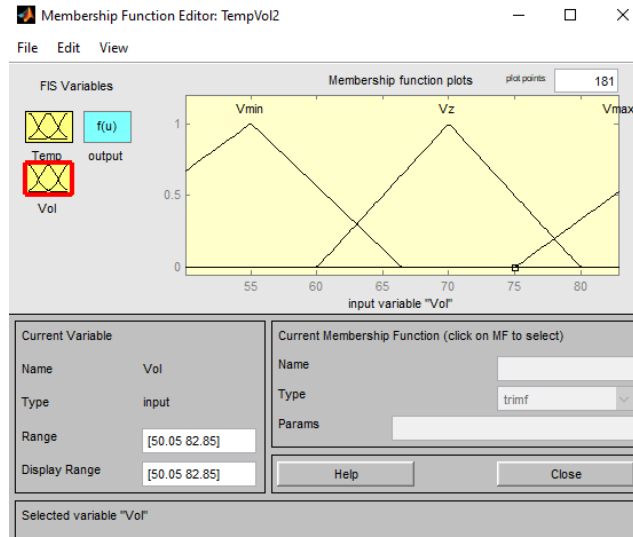 Membership Function Editor: TempVol2
File Edit View
FIS Variables
Membership function plots
plot points:
181
f(u)
Temp
output
Vol
Vmin
Vz
Vmax
1
0.5
0
55 60 65 70 75 80
input variable "Vol"
Current Variable
Name Vol
Type input
Range [50.05 82.85]
Display Range [50.05 82.85]
Current Membership Function (click on MF to select)
Name
Type trimf
Params
Help
Close
Selected variable "Vol"